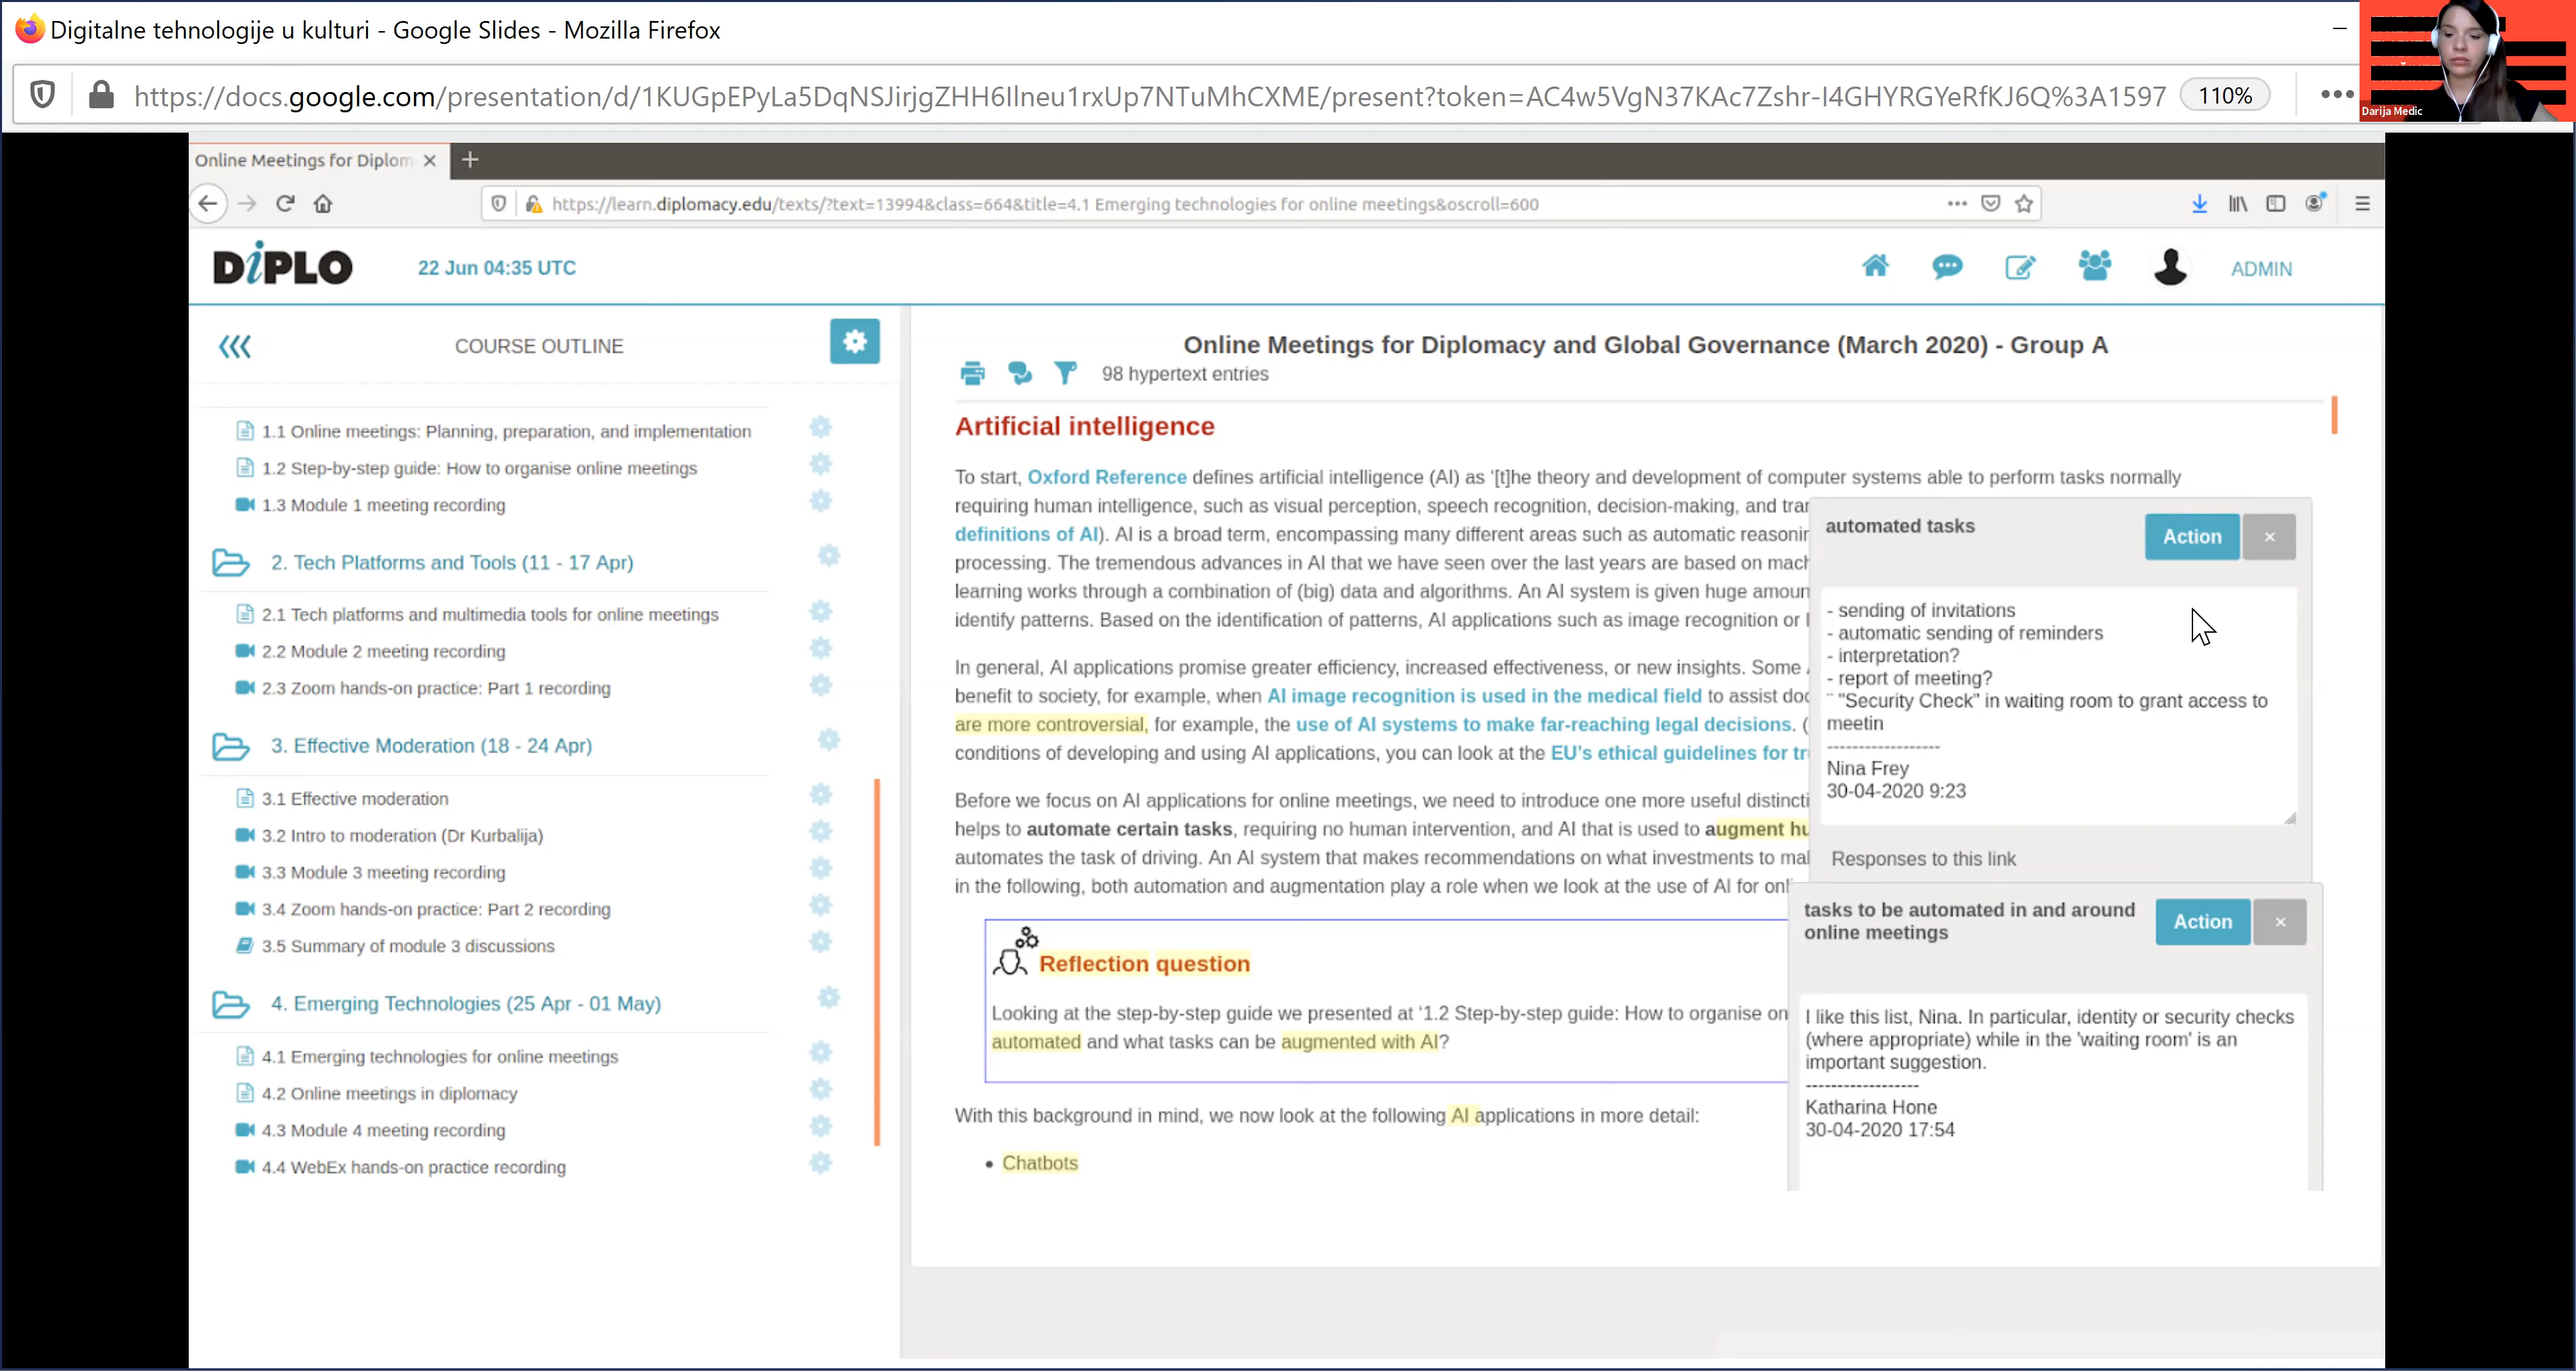 Digitalne tehnologije u kulturi - Google Slides - Mozilla Firefox
https://docs.google.com/presentation/d/1KUGpEPyLa5DqNSJirjgZHH6Ilneu1rxUp7NTuMhCXME/present?token=AC4w5VgN37KAc7Zshr-I4GHYRGYeRfKJ6Q%3A1597
110%
Darija Medic
Online Meetings for Diplom
https://learn.diplomacy.edu/texts/?text=13994&class=664&title=4.1 Emerging technologies for online meetings&oscroll=600
DiPLO
22 Jun 04:35 UTC
ADMIN
COURSE OUTLINE
1.1 Online meetings: Planning, preparation, and implementation
1.2 Step-by-step guide: How to organise online meetings
1.3 Module 1 meeting recording
2. Tech Platforms and Tools (11 - 17 Apr)
2.1 Tech platforms and multimedia tools for online meetings
2.2 Module 2 meeting recording
2.3 Zoom hands-on practice: Part 1 recording
3. Effective Moderation (18 - 24 Apr)
3.1 Effective moderation
3.2 Intro to moderation (Dr Kurbalija)
3.3 Module 3 meeting recording
3.4 Zoom hands-on practice: Part 2 recording
3.5 Summary of module 3 discussions
4. Emerging Technologies (25 Apr - 01 May)
4.1 Emerging technologies for online meetings
4.2 Online meetings in diplomacy
4.3 Module 4 meeting recording
4.4 WebEx hands-on practice recording
Online Meetings for Diplomacy and Global Governance (March 2020) - Group A
98 hypertext entries
Artificial intelligence
To start, Oxford Reference defines artificial intelligence (AI) as ‘[t]he theory and development of computer systems able to perform tasks normally
requiring human intelligence, such as visual perception, speech recognition, decision-making, and tran
definitions of AI). AI is a broad term, encompassing many different areas such as automatic reasonin
processing. The tremendous advances in AI that we have seen over the last years are based on mach
learning works through a combination of (big) data and algorithms. An AI system is given huge amoun
identify patterns. Based on the identification of patterns, AI applications such as image recognition or l
In general, AI applications promise greater efficiency, increased effectiveness, or new insights. Some A
benefit to society, for example, when AI image recognition is used in the medical field to assist doc
are more controversial, for example, the use of AI systems to make far-reaching legal decisions. (
conditions of developing and using AI applications, you can look at the EU's ethical guidelines for tr
Before we focus on AI applications for online meetings, we need to introduce one more useful distincti
helps to automate certain tasks, requiring no human intervention, and AI that is used to augment hu
automates the task of driving. An AI system that makes recommendations on what investments to mal
in the following, both automation and augmentation play a role when we look at the use of AI for onl
Reflection question
Looking at the step-by-step guide we presented at ‘1.2 Step-by-step guide: How to organise on
automated and what tasks can be augmented with AI?
With this background in mind, we now look at the following AI applications in more detail:
• Chatbots
automated tasks
Action
×
- sending of invitations
- automatic sending of reminders
- interpretation?
- report of meeting?
¨ "Security Check" in waiting room to grant access to
meetin
------------------
Nina Frey
30-04-2020 9:23
Responses to this link
tasks to be automated in and around
online meetings
Action
×
I like this list, Nina. In particular, identity or security checks
(where appropriate) while in the 'waiting room' is an
important suggestion.
------------------
Katharina Hone
30-04-2020 17:54